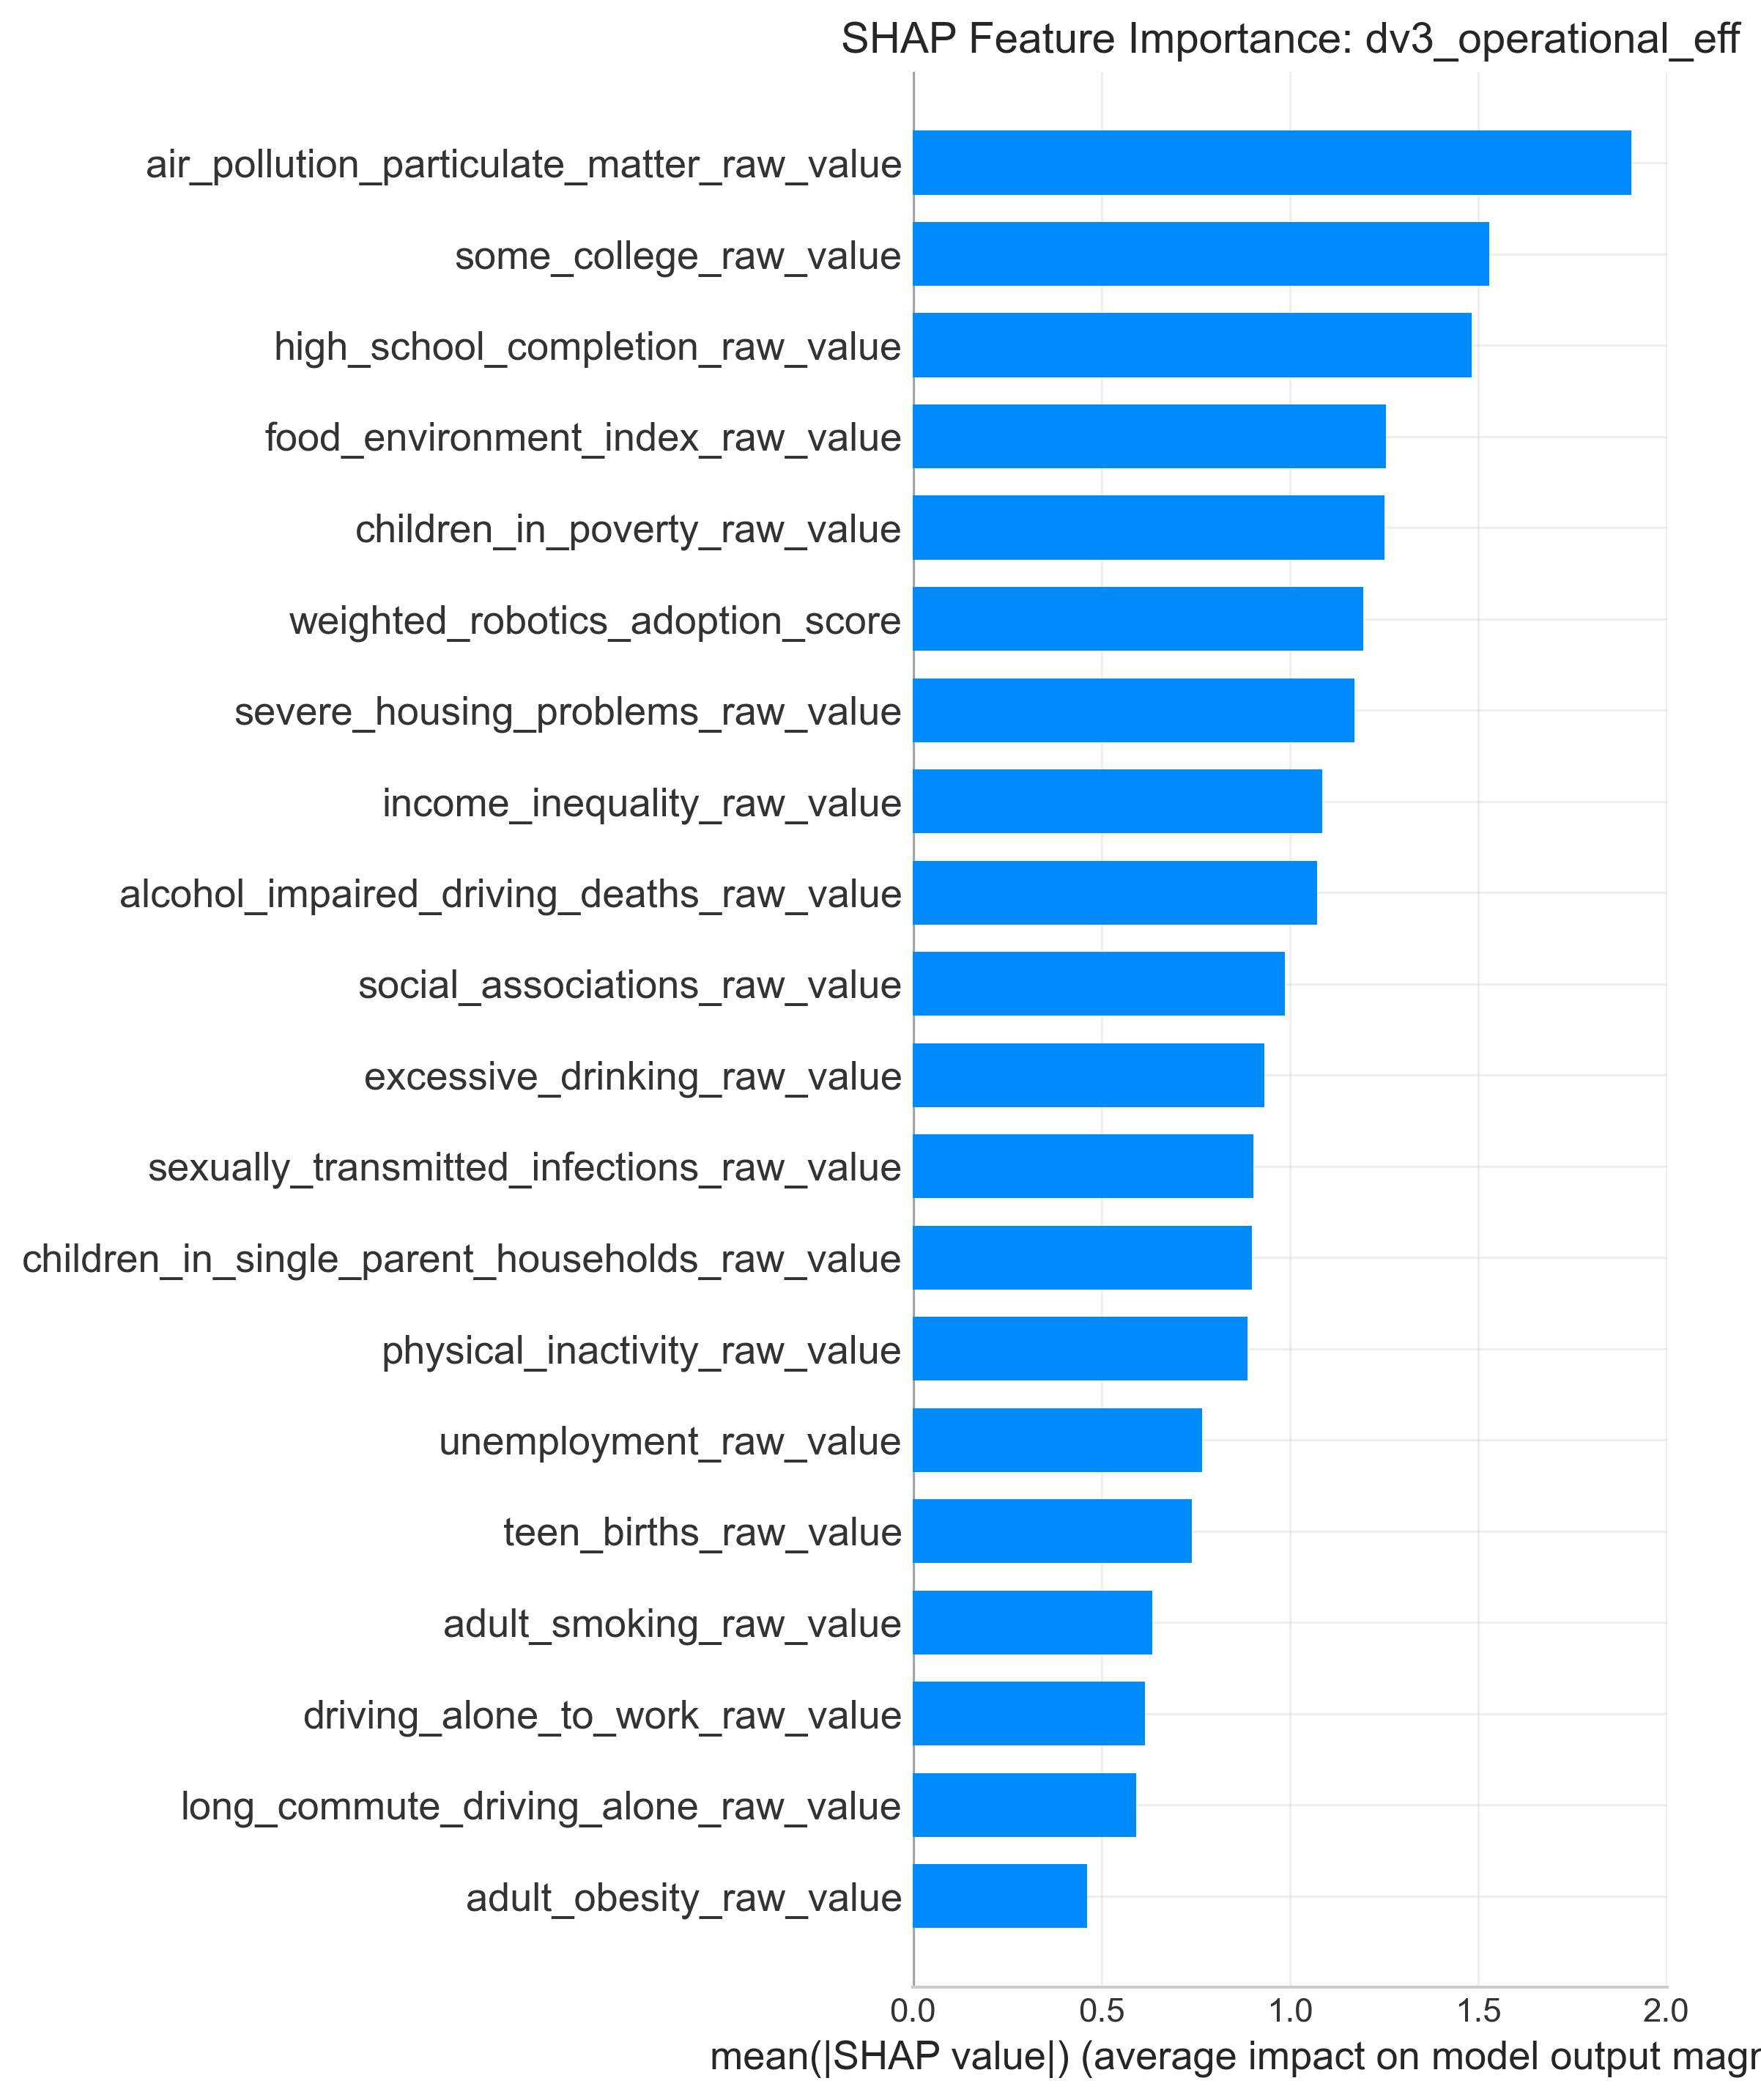 SHAP Feature Importance: dv3_operational_eff
air_pollution_particulate_matter_raw_value
some_college_raw_value
high_school_completion_raw_value
food_environment_index_raw_value
children_in_poverty_raw_value
weighted_robotics_adoption_score
severe_housing_problems_raw_value
income_inequality_raw_value
alcohol_impaired_driving_deaths_raw_value
social_associations_raw_value
excessive_drinking_raw_value
sexually_transmitted_infections_raw_value
children_in_single_parent_households_raw_value
physical_inactivity_raw_value
unemployment_raw_value
teen_births_raw_value
adult_smoking_raw_value
driving_alone_to_work_raw_value
long_commute_driving_alone_raw_value
adult_obesity_raw_value
0.0 0.5 1.0 1.5 2.0
mean(|SHAP value|) (average impact on model output